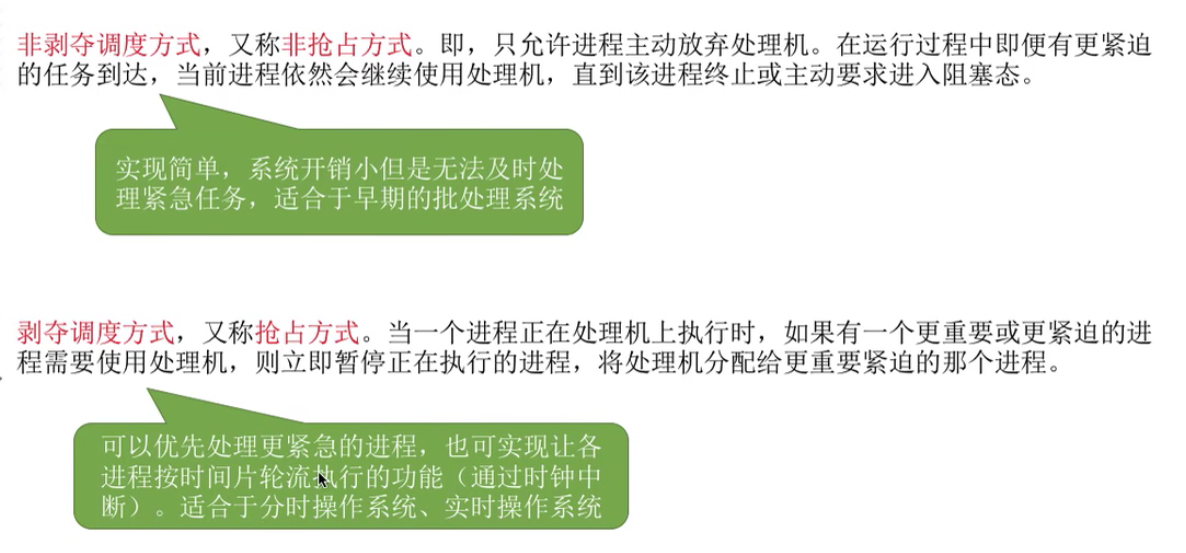 非剥夺调度方式，又称非抢占方式。即，只允许进程主动放弃处理机。在运行过程中即便有更紧迫
的任务到达，当前进程依然会继续使用处理机，直到该进程终止或主动要求进入阻塞态。
实现简单，系统开销小但是无法及时处
理紧急任务，适合于早期的批处理系统
剥夺调度方式，又称抢占方式。当一个进程正在处理机上执行时，如果有一个更重要或更紧迫的进
程需要使用处理机，则立即暂停正在执行的进程，将处理机分配给更重要紧迫的那个进程。
可以优先处理更紧急的进程，也可实现让各
进程按时间片轮流执行的功能（通过时钟中
断）。适合于分时操作系统、实时操作系统